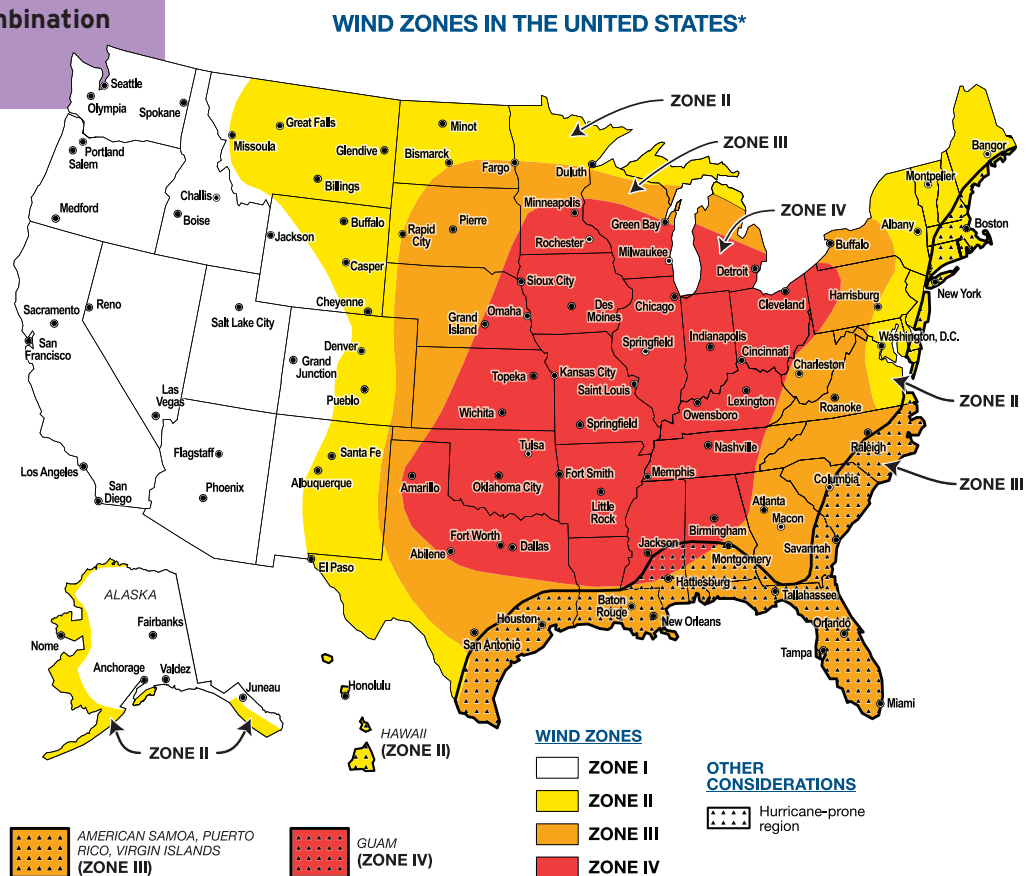 mbination
WIND ZONES IN THE UNITED STATES*
Seattle
Olympia
Spokane
Portland
Salem
Medford
Challis
Boise
Missoula
Great Falls
Glendive
Billings
Minot
Bismarck
Fargo
Duluth
ZONE II
ZONE III
ZONE IV
Bangor
Montpelier
Albany
Boston
Buffalo
New York
Jackson
Buffalo
Casper
Cheyenne
Rapid
City
Pierre
Minneapolis
Rochester
Green Bay
Milwaukee
Detroit
Sioux City
Omaha
Des
Moines
Chicago
Cleveland
Harrisburg
Washington, D.C.
Sacramento
Reno
San
Francisco
Salt Lake City
Las
Vegas
Los Angeles
San
Diego
Flagstaff
Phoenix
Denver
Grand
Junction
Pueblo
Santa Fe
Albuquerque
El Paso
Grand
Island
Topeka
Kansas City
Saint Louis
Wichita
Springfield
Springfield
Indianapolis
Cincinnati
Charleston
Lexington
Owensboro
Roanoke
ZONE II
Raleigh
ZONE III
Nashville
Tulsa
Oklahoma City
Amarillo
Fort Smith
Memphis
Little
Rock
Columbia
Atlanta
Macon
Birmingham
Savannah
Montgomery
Fort Worth
Dallas
Abilene
Jackson
Hattiesburg
Baton
Rouge
Houston
New Orleans
San Antonio
Tallahassee
Orlando
Tampa
Miami
ALASKA
Fairbanks
Nome
Anchorage
Valdez
Juneau
ZONE II
Honolulu
HAWAII
(ZONE II)
WIND ZONES
ZONE I
ZONE II
ZONE III
ZONE IV
OTHER
CONSIDERATIONS
Hurricane-prone
region
AMERICAN SAMOA, PUERTO
RICO, VIRGIN ISLANDS
(ZONE III)
GUAM
(ZONE IV)